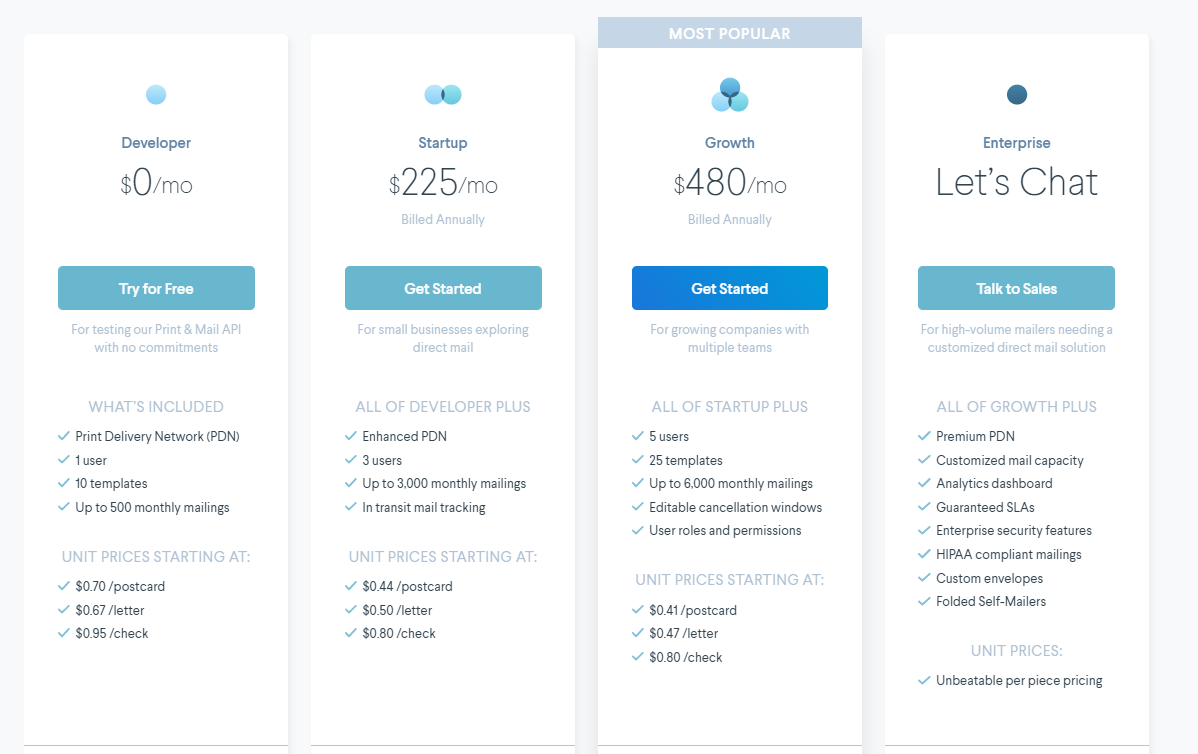 MOST POPULAR
Developer
$0/mo
Try for Free
For testing our Print & Mail API
with no commitments
WHAT'S INCLUDED
Print Delivery Network (PDN)
1 user
10 templates
Up to 500 monthly mailings
UNIT PRICES STARTING AT:
$0.70 /postcard
$0.67 /letter
$0.95 /check
Startup
$225/mo
Billed Annually
Get Started
For small businesses exploring
direct mail
ALL OF DEVELOPER PLUS
Enhanced PDN
3 users
Up to 3,000 monthly mailings
In transit mail tracking
UNIT PRICES STARTING AT:
$0.44 /postcard
$0.50 /letter
$0.80 /check
Growth
$480/mo
Billed Annually
Get Started
For growing companies with
multiple teams
ALL OF STARTUP PLUS
5 users
25 templates
Up to 6,000 monthly mailings
Editable cancellation windows
User roles and permissions
UNIT PRICES STARTING AT:
$0.41 /postcard
$0.47 /letter
$0.80 /check
Enterprise
Let’s Chat
Talk to Sales
For high-volume mailers needing a
customized direct mail solution
ALL OF GROWTH PLUS
Premium PDN
Customized mail capacity
Analytics dashboard
Guaranteed SLAs
Enterprise security features
HIPAA compliant mailings
Custom envelopes
Folded Self-Mailers
UNIT PRICES:
Unbeatable per piece pricing